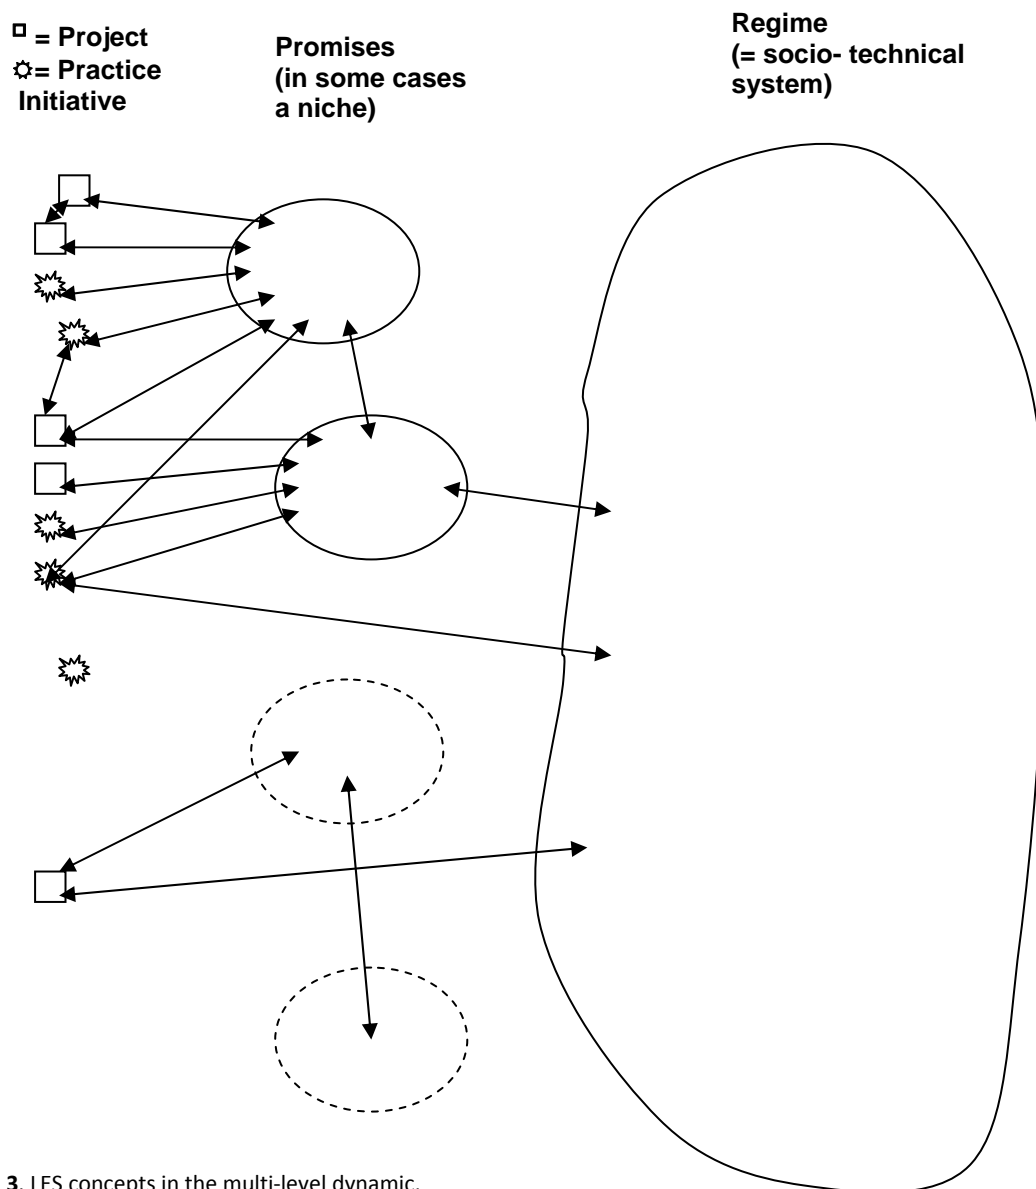 = Project
= Practice
Initiative
Promises
(in some cases
a niche)
Regime
(= socio- technical
system)
3. LFS concepts in the multi-level dynamic.